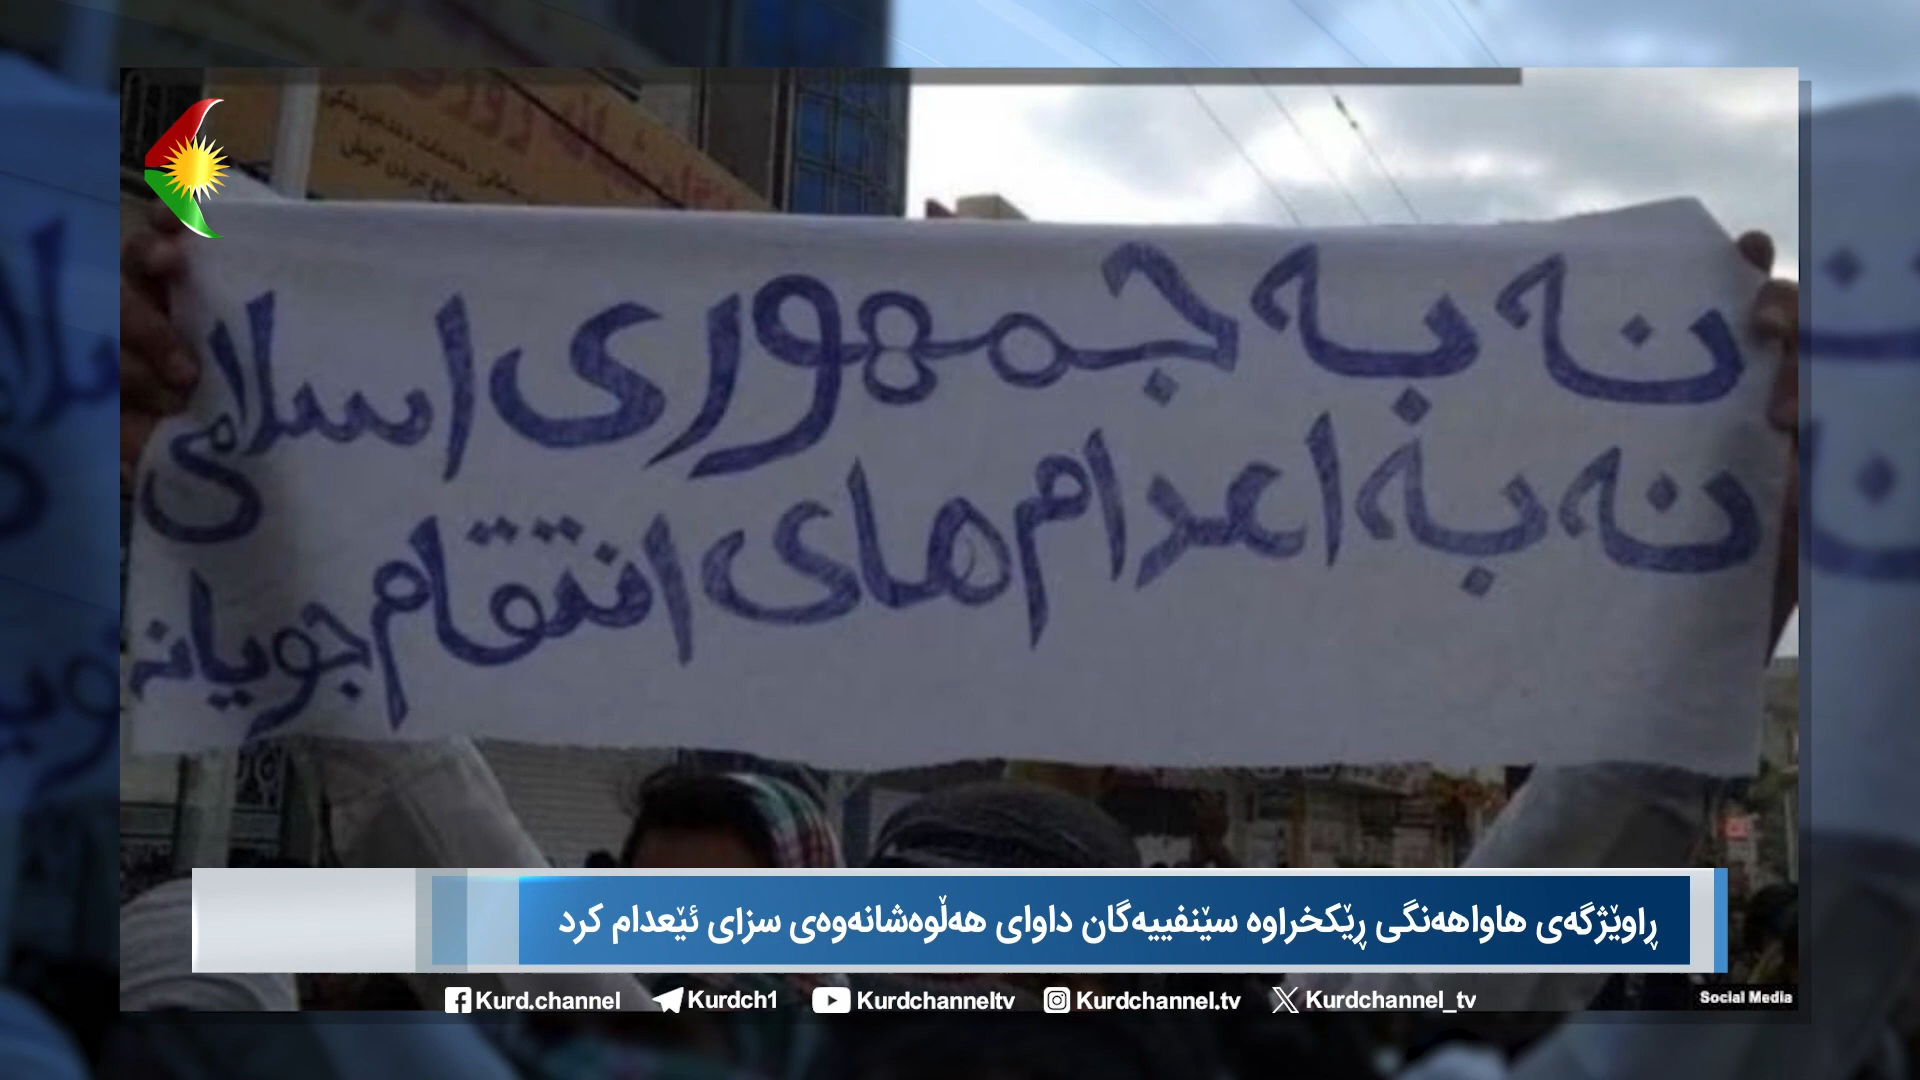 نه به جمهوری اسلامی
نه به اعدام های انتقام جویانه
ڕاوێژگەی هاواهەنگی ڕێکخراوە سێنفییەگان داوای هەڵوەشانەوەی سزای ئێعدام کرد
Kurd.channel Kurdch1 Kurdchanneltv Kurdchannel.tv Kurdchannel_tv
Social Media